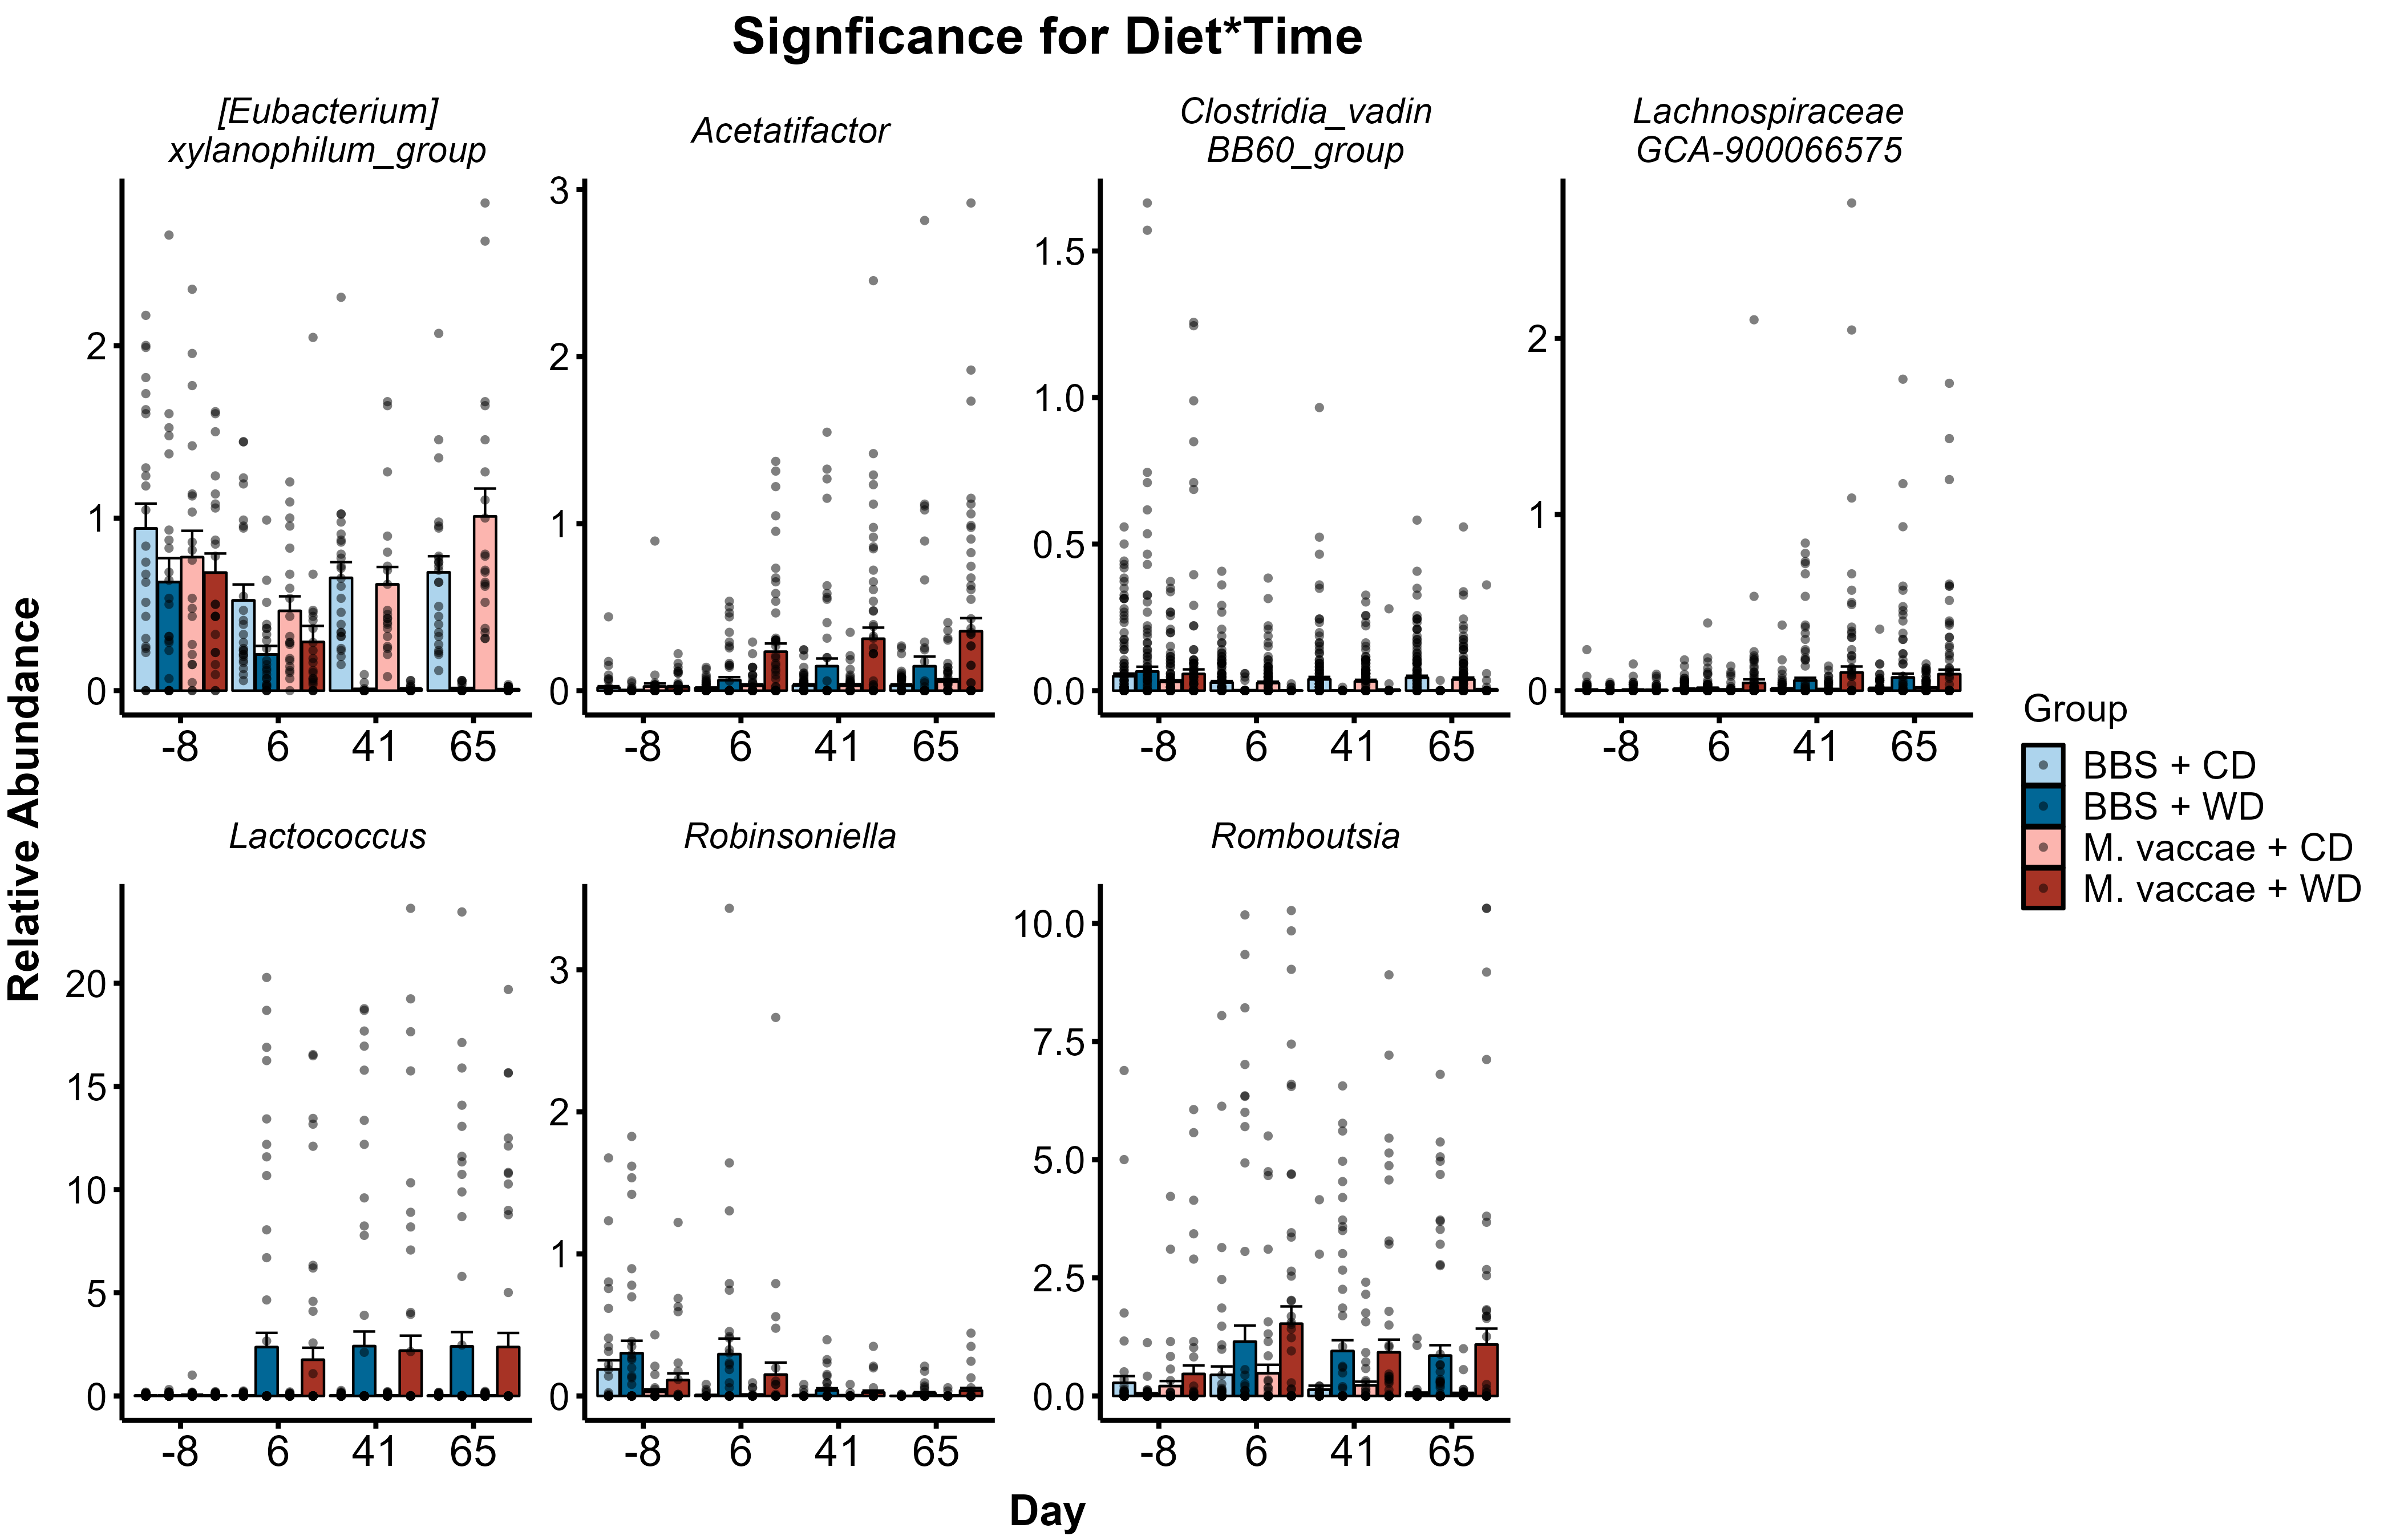 Signficance for Diet*Time
[Eubacterium]
xylanophilum_group
Acetatifactor
Clostridia_vadin
BB60_group
Lachnospiraceae
GCA-900066575
2
1
0
-8 6 41 65
3
2
1
0
-8 6 41 65
1.5
1.0
0.5
0.0
-8 6 41 65
2
1
0
-8 6 41 65
Relative Abundance
Group
BBS + CD
BBS + WD
M. vaccae + CD
M. vaccae + WD
Lactococcus
Robinsoniella
Romboutsia
20
15
10
5
0
-8 6 41 65
3
2
1
0
-8 6 41 65
10.0
7.5
5.0
2.5
0.0
-8 6 41 65
Day